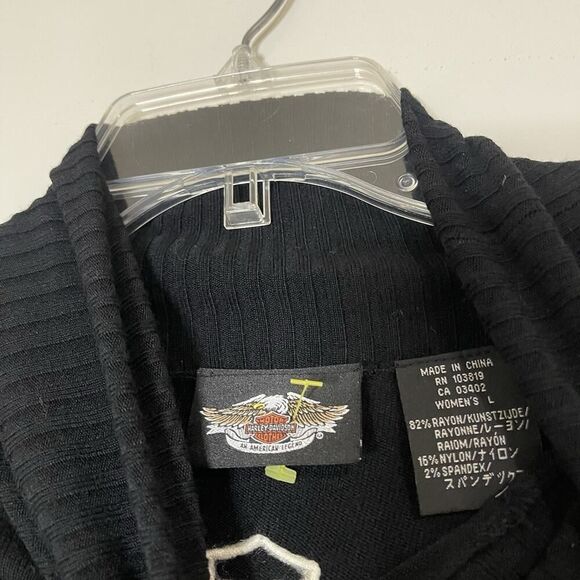 MOTOR
HARLEY-DAVIDSON
CLOTHES
AN AMERICAN LEGEND
®
MADE IN CHINA
RN 103819
CA 03402
WOMEN'S L
82% RAYON/KUNSTZIJDE/
RAYONNE/レーヨン/
RAIOM/RAYÓN
16% NYLON/ナイロン
2% SPANDEX/
スパンデックス